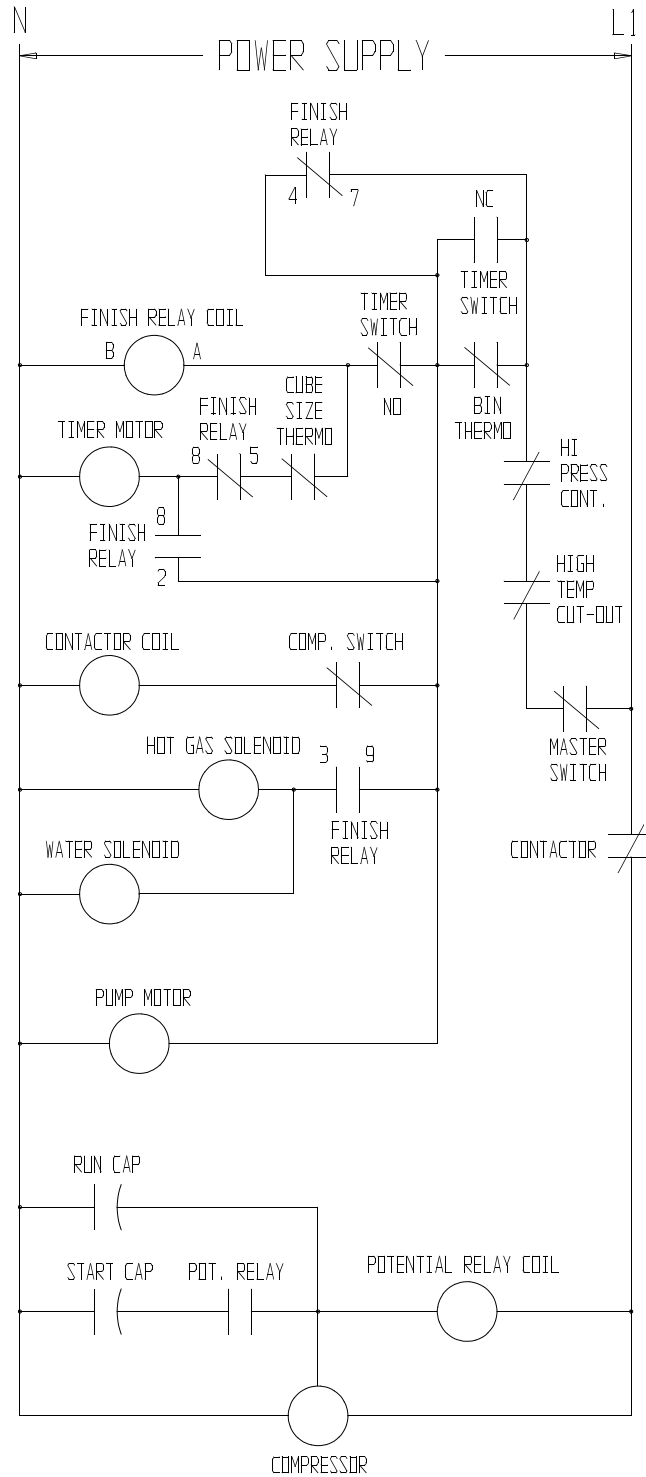 N
L1
POWER SUPPLY
FINISH
RELAY
4
7
NC
TIMER
SWITCH
TIMER
SWITCH
FINISH RELAY COIL
B
A
NO
BIN
THERMO
CUBE
SIZE
THERMO
FINISH
RELAY
8
5
TIMER MOTOR
HI
PRESS
CONT.
8
FINISH
RELAY
2
HIGH
TEMP
CUT-OUT
CONTACTOR COIL
COMP. SWITCH
HOT GAS SOLENOID
3
9
MASTER
SWITCH
FINISH
RELAY
WATER SOLENOID
CONTACTOR
PUMP MOTOR
RUN CAP
START CAP
POT. RELAY
POTENTIAL RELAY COIL
COMPRESSOR